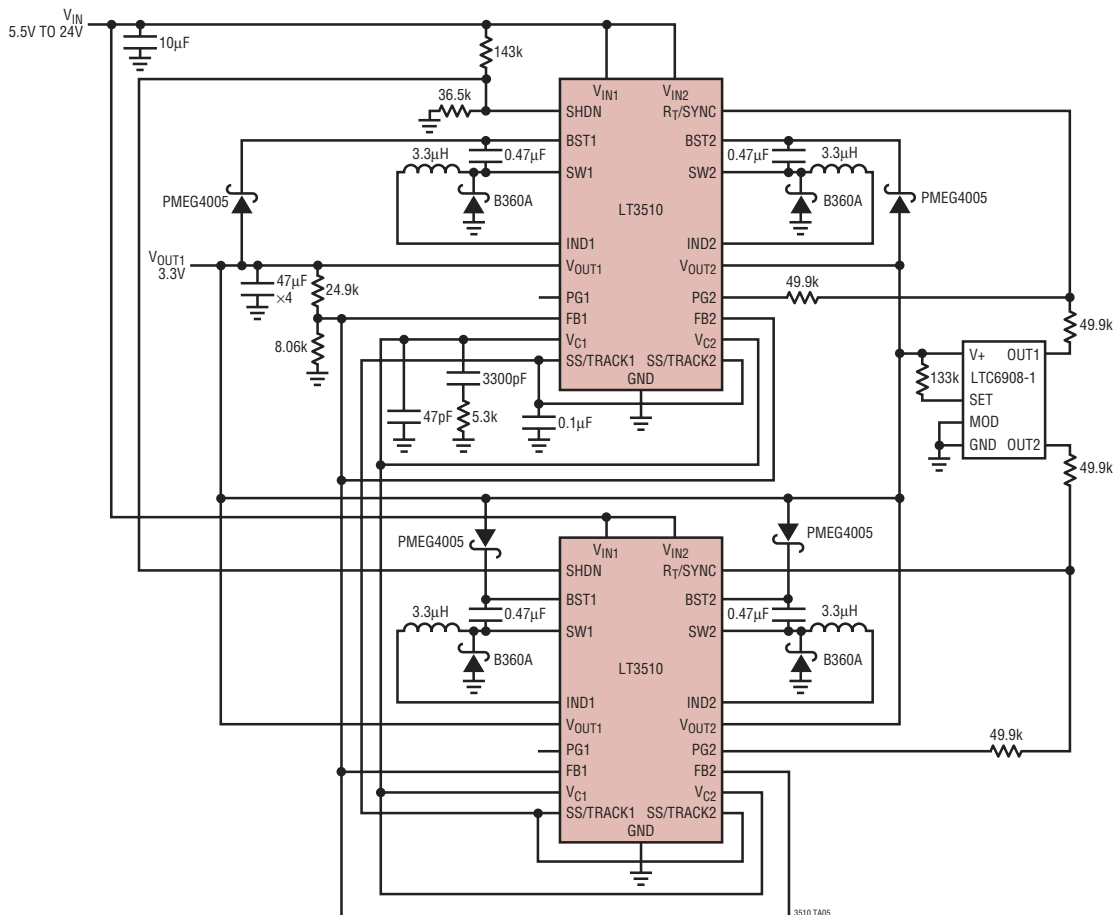 VIN
5.5V TO 24V
10µF
143k
36.5k
VIN1
VIN2
SHDN
RT/SYNC
BST1
BST2
3.3µH
0.47µF
0.47µF
3.3µH
SW1
SW2
PMEG4005
B360A
LT3510
B360A
PMEG4005
IND1
IND2
VOUT1
3.3V
VOUT1
VOUT2
47µF
×4
24.9k
PG1
PG2
49.9k
FB1
FB2
49.9k
8.06k
VC1
VC2
SS/TRACK1
SS/TRACK2
GND
3300pF
47pF
5.3k
0.1µF
V+
OUT1
133k
LTC6908-1
SET
MOD
GND
OUT2
49.9k
PMEG4005
PMEG4005
VIN1
VIN2
SHDN
RT/SYNC
BST1
BST2
3.3µH
0.47µF
0.47µF
3.3µH
SW1
SW2
B360A
LT3510
B360A
IND1
IND2
VOUT1
VOUT2
49.9k
PG1
PG2
FB1
FB2
VC1
VC2
SS/TRACK1
SS/TRACK2
GND
3510 TA05